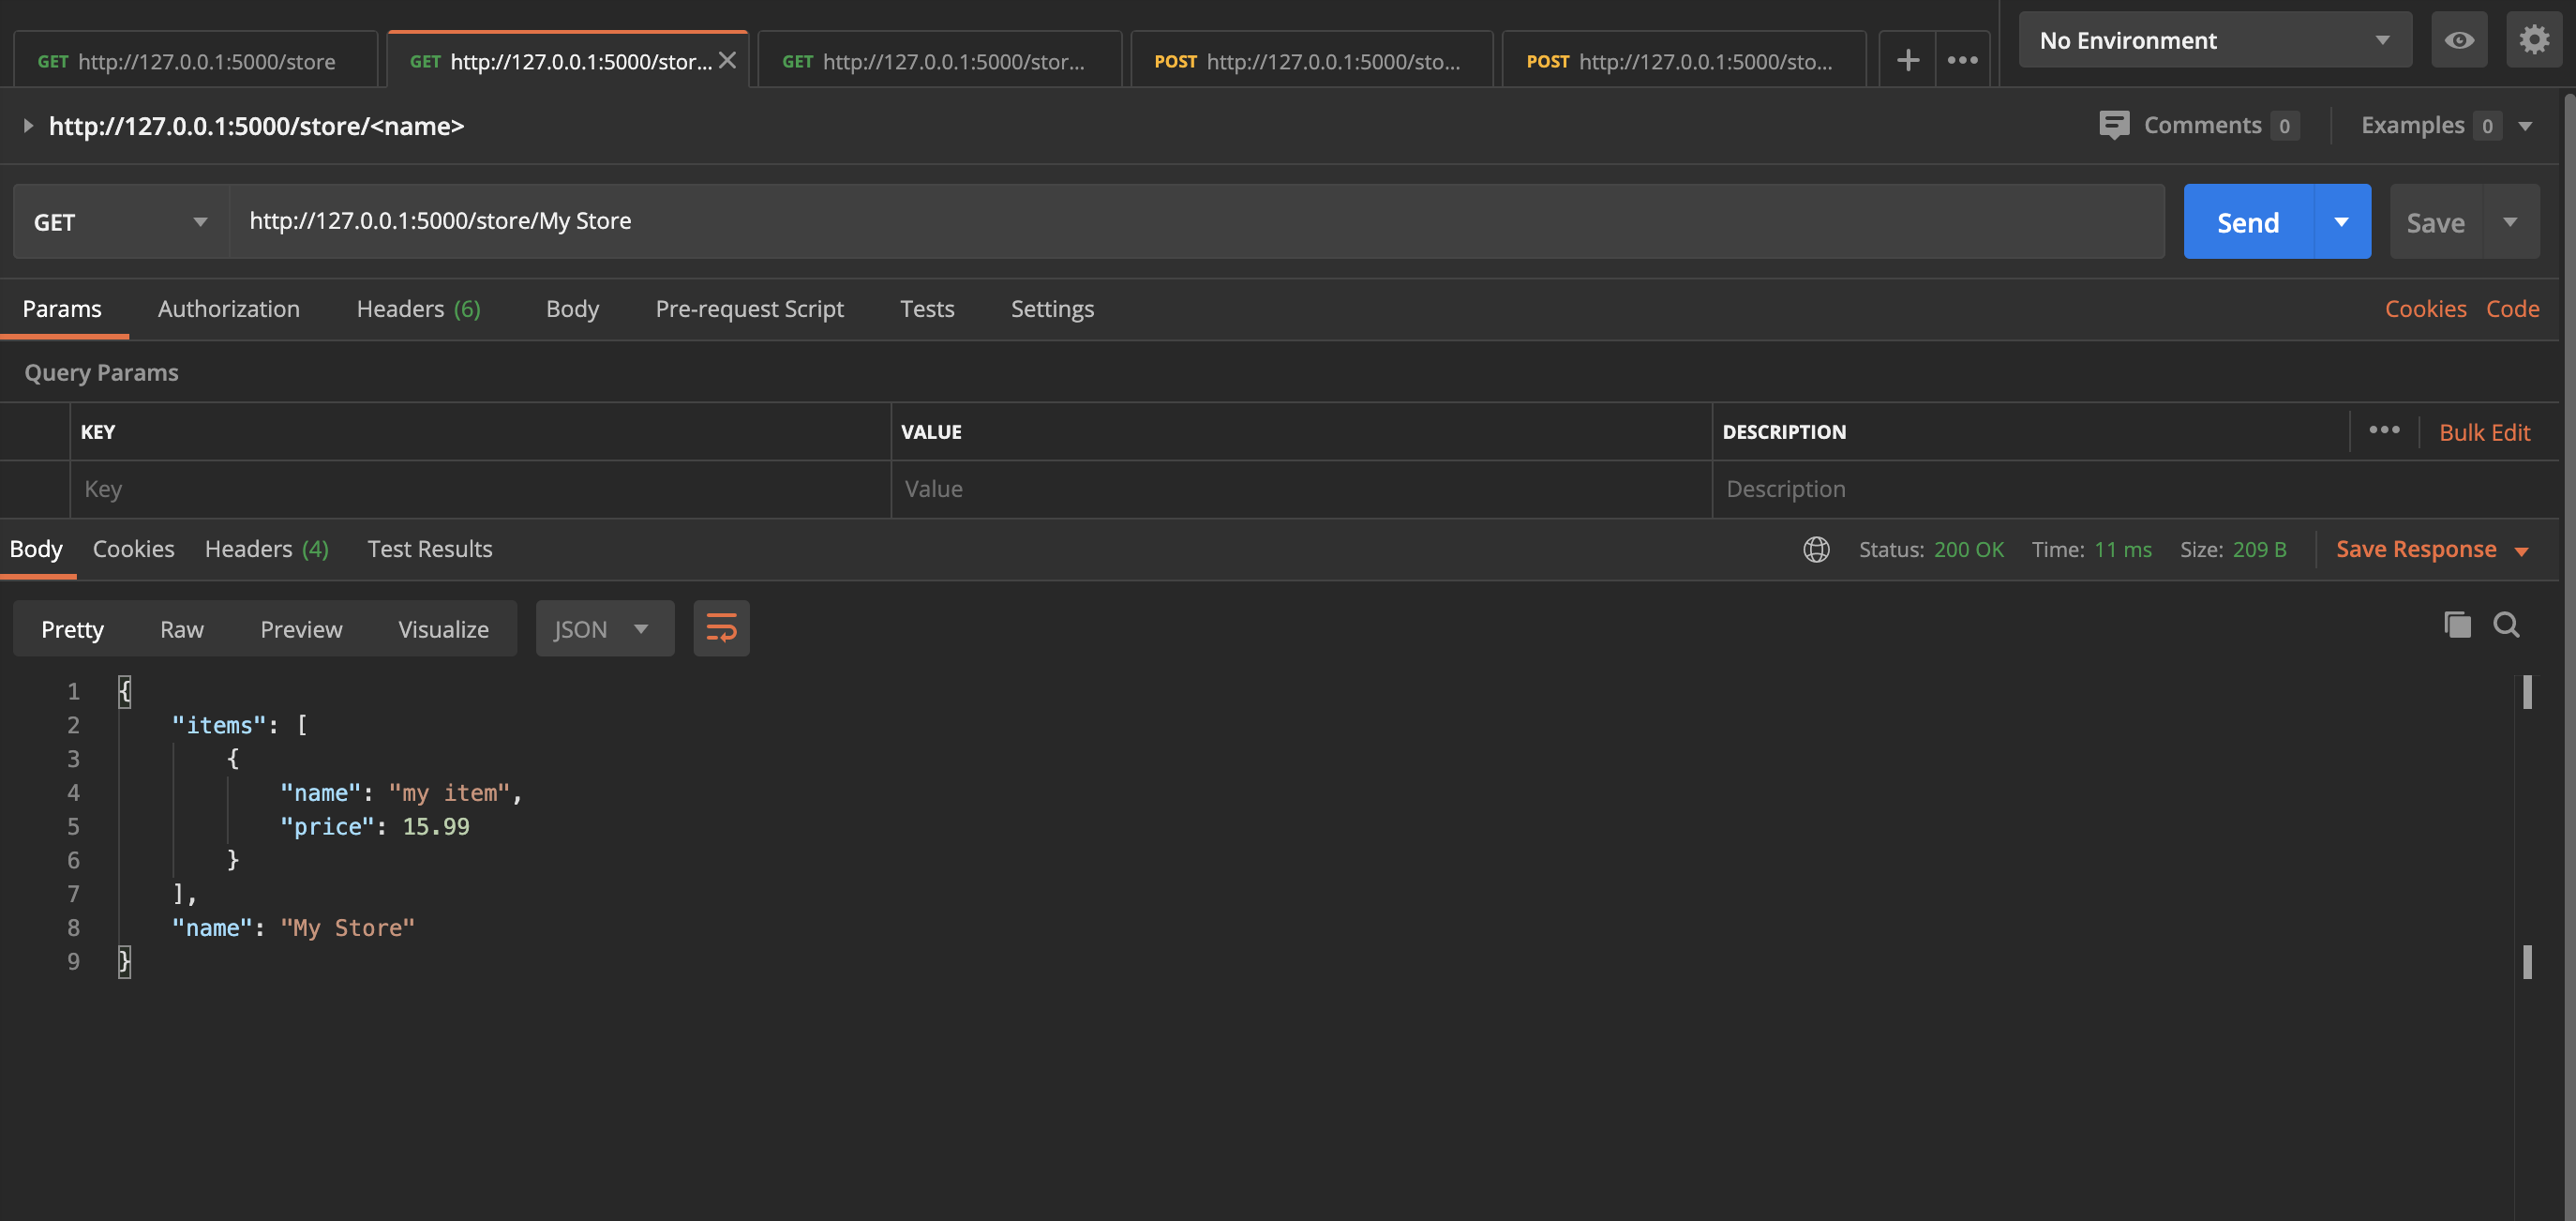 GET http://127.0.0.1:5000/store
GET http://127.0.0.1:5000/stor...
GET http://127.0.0.1:5000/stor...
POST http://127.0.0.1:5000/sto...
POST http://127.0.0.1:5000/sto...
No Environment
http://127.0.0.1:5000/store/<name>
Comments 0
Examples 0
GET
http://127.0.0.1:5000/store/My Store
Send
Save
Params Authorization Headers (6) Body Pre-request Script Tests Settings
Cookies Code
Query Params
KEY VALUE DESCRIPTION
Bulk Edit
Key Value Description
Body Cookies Headers (4) Test Results
Status: 200 OK Time: 11 ms Size: 209 B
Save Response
Pretty Raw Preview Visualize JSON
1 {
2 "items": [
3 {
4 "name": "my item",
5 "price": 15.99
6 }
7 ],
8 "name": "My Store"
9 }